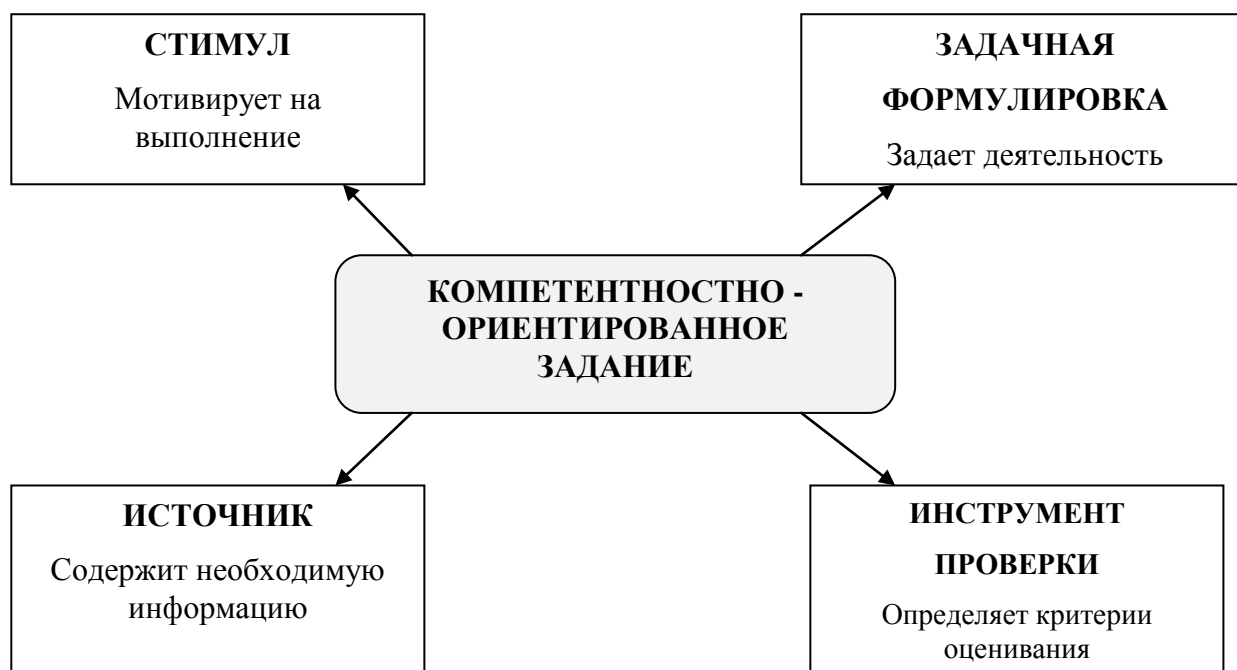 СТИМУЛ
Мотивирует на
выполнение
ЗАДАЧНАЯ
ФОРМУЛИРОВКА
Задает деятельность
КОМПЕТЕНТНОСТНО -
ОРИЕНТИРОВАННОЕ
ЗАДАНИЕ
ИСТОЧНИК
Содержит необходимую
информацию
ИНСТРУМЕНТ
ПРОВЕРКИ
Определяет критерии
оценивания